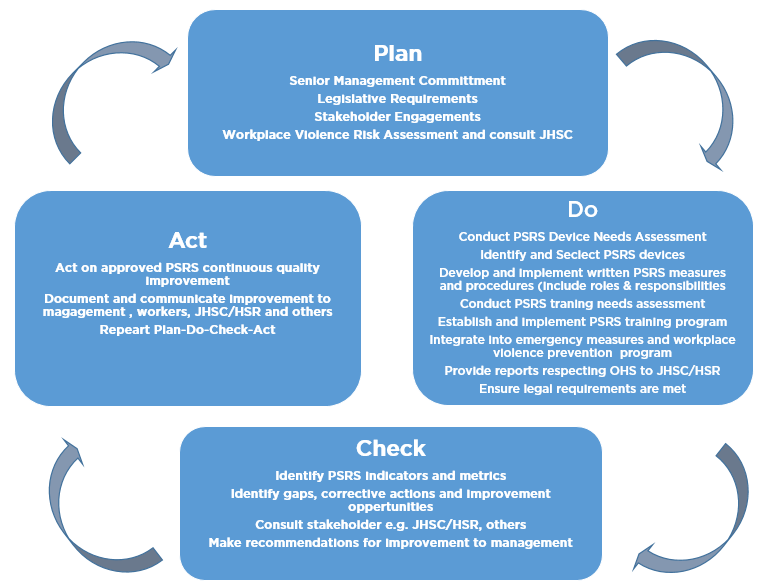 Plan
Senior Management Committment
Legislative Requirements
Stakeholder Engagements
Workplace Violence Risk Assessment and consult JHSC
Do
Conduct PSRS Device Needs Assessment
Identify and Seclect PSRS devices
Develop and implement written PSRS measures
and procedures (include roles & responsibilities
Conduct PSRS traning needs assessment
Establish and implement PSRS training program
Integrate into emergency measures and workplace
violence prevention program
Provide reports respecting OHS to JHSC/HSR
Ensure legal requirements are met
Check
Identify PSRS indicators and metrics
Identify gaps, corrective actions and improvement
oppertunities
Consult stakeholder e.g. JHSC/HSR, others
Make recommendations for improvement to management
Act
Act on approved PSRS continuous quality
improvement
Document and communicate improvement to
magagement , workers, JHSC/HSR and others
Repeart Plan-Do-Check-Act